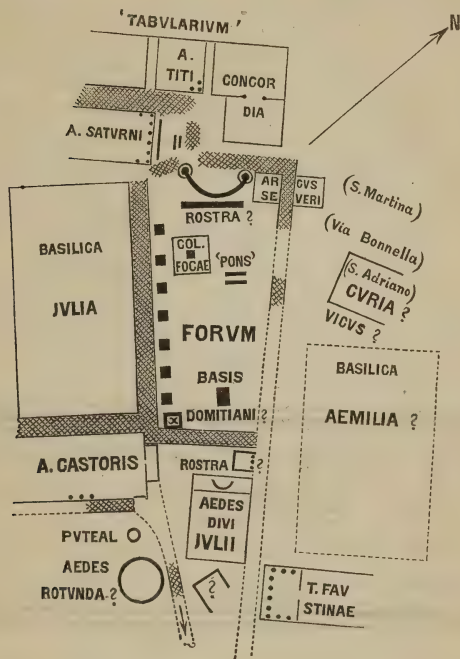 'TABVLARIVM'
N
A.
TITI
CONCOR
DIA
A. SATVRNI
II
AR
SE
CVS
VERI
(S. Martina)
ROSTRA ?
(Via Bonnella)
BASILICA
JVLIA
COL.
FOCAE
'PONS'
(S. Adriano)
CVRIA ?
VICVS ?
FORVM
BASIS
DOMITIANI ?
BASILICA
AEMILIA ?
A. CASTORIS
ROSTRA ?
AEDES
DIVI
JVLII
PVTEAL
AEDES
ROTVNDA ?
?
T. FAV
STINAE